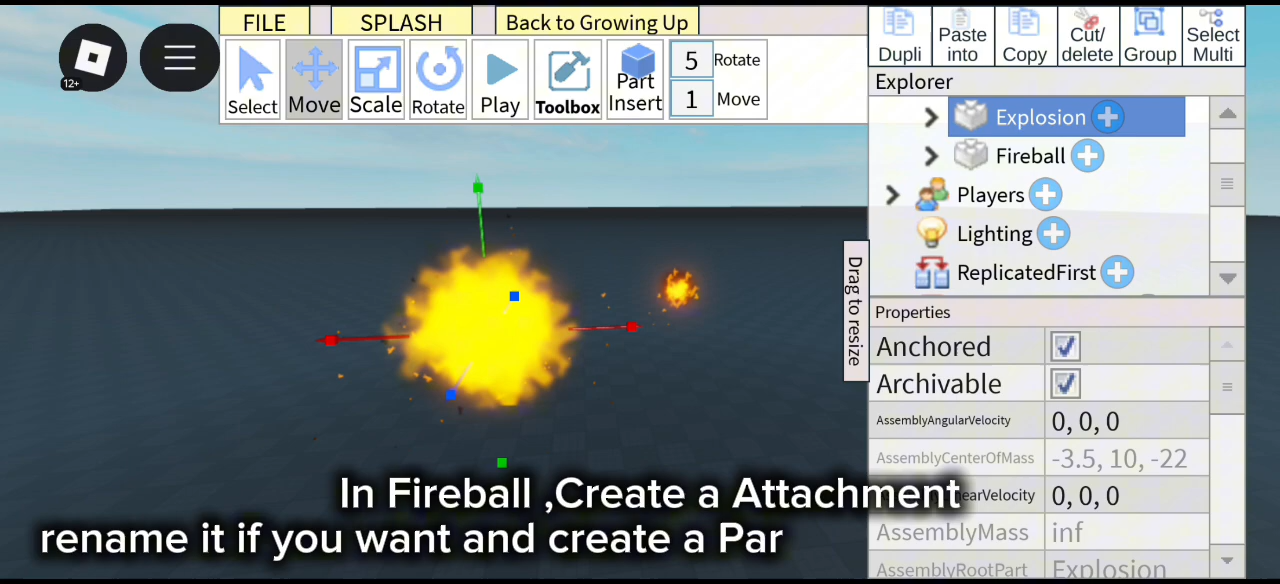 12+
FILE
SPLASH
Back to Growing Up
Select
Move
Scale
Rotate
Play
Toolbox
Part
Insert
5
Rotate
1
Move
Dupli
Paste
into
Copy
Cut/
delete
Group
Select
Multi
Explorer
Explosion
Fireball
Players
Lighting
ReplicatedFirst
Drag to resize
Properties
Anchored
Archivable
AssemblyAngularVelocity
0, 0, 0
AssemblyCenterOfMass
-3.5, 10, -22
earVelocity
0, 0, 0
AssemblyMass
inf
AssemblyRootPart
Explosion
In Fireball ,Create a Attachment
rename it if you want and create a Par